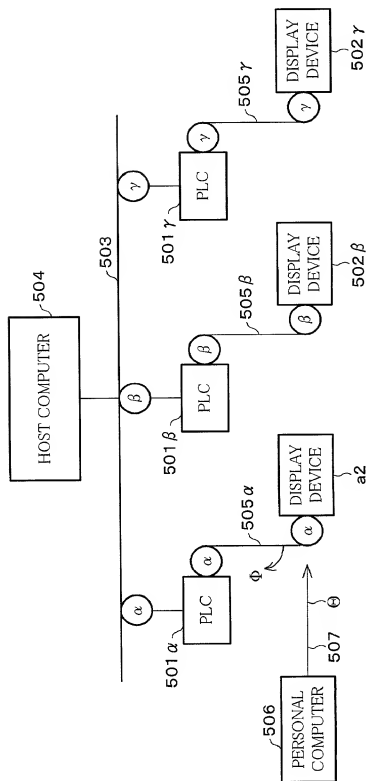 504
HOST COMPUTER
503
α
β
γ
501α
PLC
α
501β
PLC
β
501γ
PLC
γ
505α
505β
505γ
Φ
α
DISPLAY
DEVICE
a2
β
DISPLAY
DEVICE
502β
γ
DISPLAY
DEVICE
502γ
506
PERSONAL
COMPUTER
507
Θ